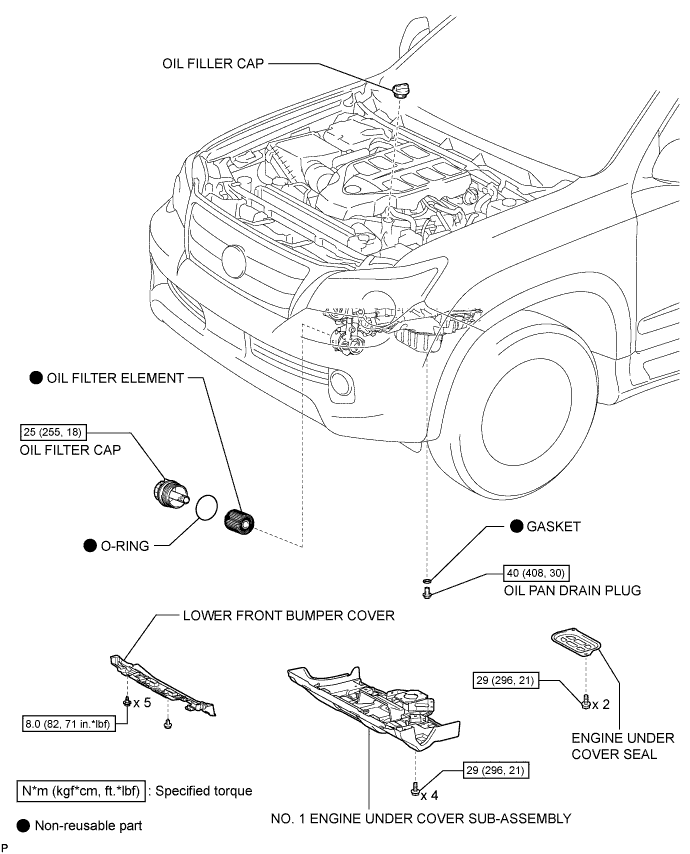 OIL FILLER CAP
● OIL FILTER ELEMENT
25 (255, 18)
OIL FILTER CAP
● O-RING
● GASKET
40 (408, 30)
OIL PAN DRAIN PLUG
LOWER FRONT BUMPER COVER
x 5
8.0 (82, 71 in.*lbf)
29 (296, 21)
x 2
ENGINE UNDER
COVER SEAL
29 (296, 21)
x 4
N*m (kgf*cm, ft.*lbf) : Specified torque
NO. 1 ENGINE UNDER COVER SUB-ASSEMBLY
● Non-reusable part
P